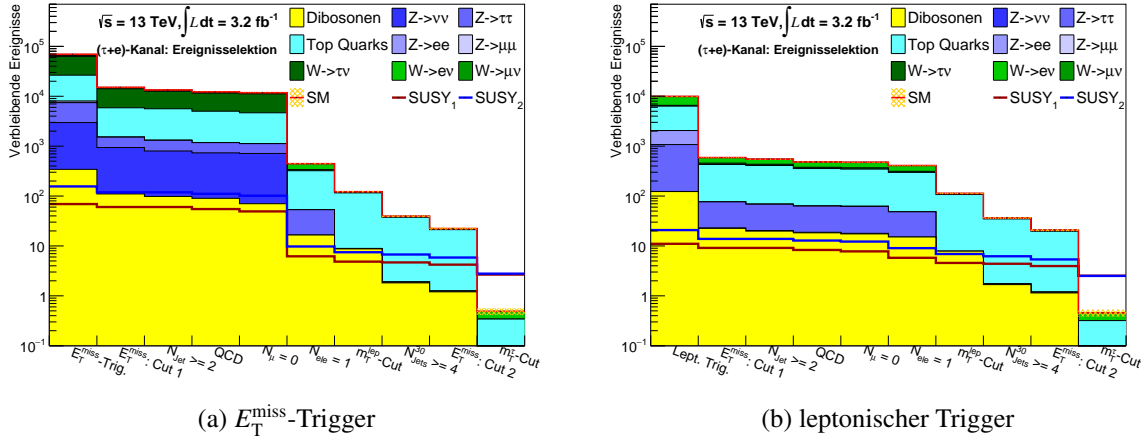 √s = 13 TeV, ∫L dt = 3.2 fb⁻¹
(τ+e)-Kanal: Ereignisselektion
Dibosonen Z->νν Z->ττ
Top Quarks Z->ee Z->μμ
W->τν W->eν W->μν
SM SUSY₁ SUSY₂
Verbleibende Ereignisse
10⁵
10⁴
10³
10²
10
1
10⁻¹
E_T^miss-Trig. E_T^miss: Cut 1 N_Jet >= 2 QCD N_μ = 0 N_ele = 1 m_T^lep-Cut N_Jets^30 >= 4 E_T^miss: Cut 2 m_T^τ-Cut
(a) E_T^miss-Trigger
√s = 13 TeV, ∫L dt = 3.2 fb⁻¹
(τ+e)-Kanal: Ereignisselektion
Dibosonen Z->νν Z->ττ
Top Quarks Z->ee Z->μμ
W->τν W->eν W->μν
SM SUSY₁ SUSY₂
Verbleibende Ereignisse
10⁵
10⁴
10³
10²
10
1
10⁻¹
Lept. Trig. E_T^miss: Cut 1 N_Jet >= 2 QCD N_μ = 0 N_ele = 1 m_T^lep-Cut N_Jets^30 >= 4 E_T^miss: Cut 2 m_T^τ-Cut
(b) leptonischer Trigger